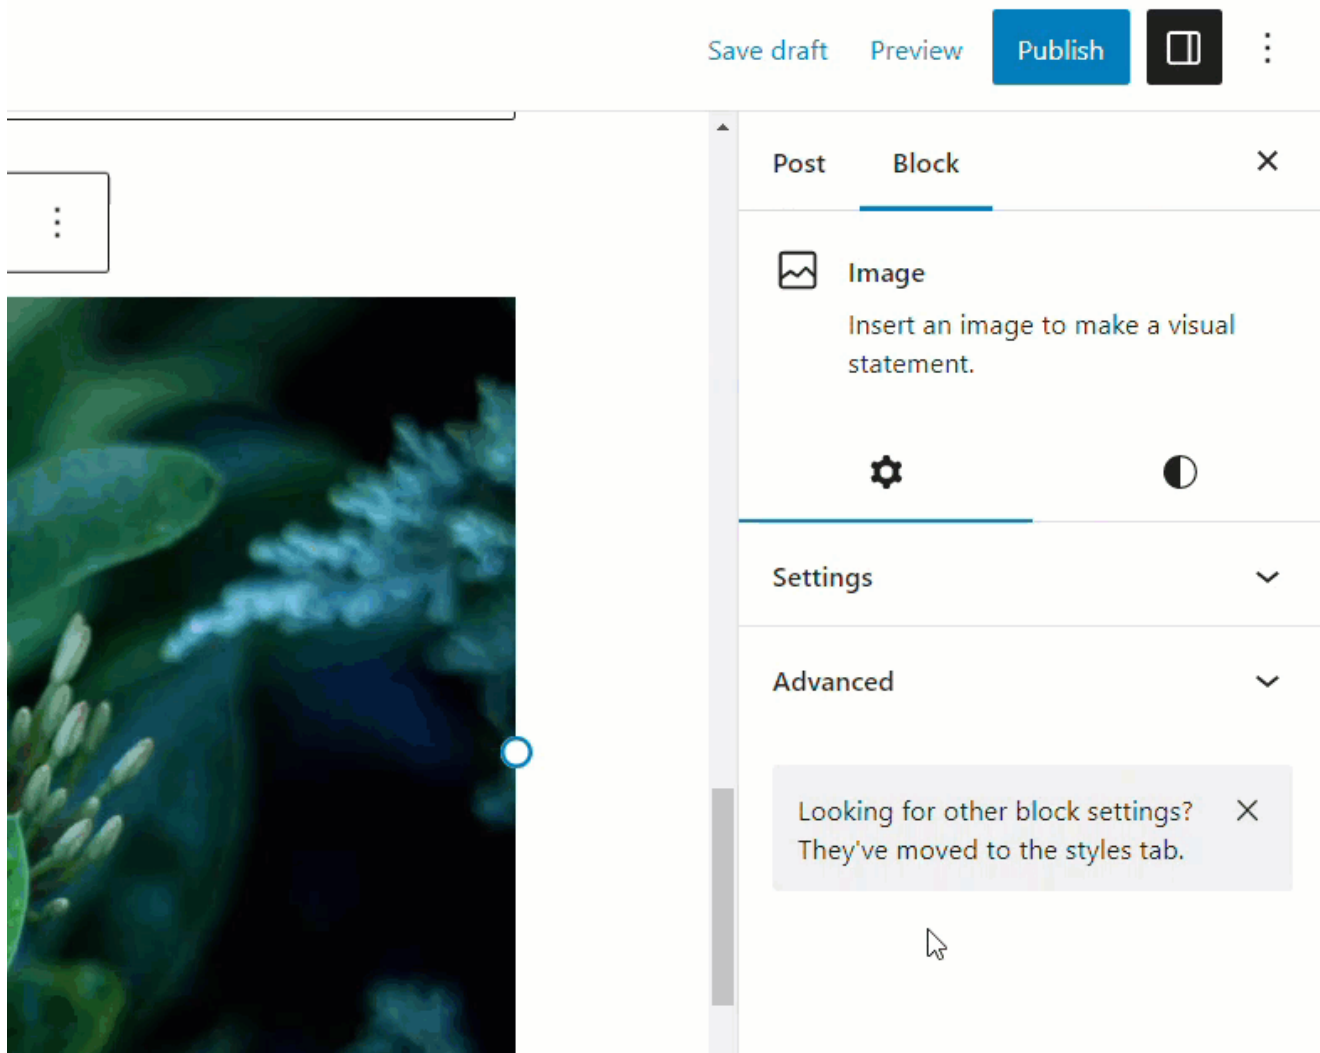 Save draft Preview Publish
Post Block
Image
Insert an image to make a visual
statement.
Settings
Advanced
Looking for other block settings?
They've moved to the styles tab.